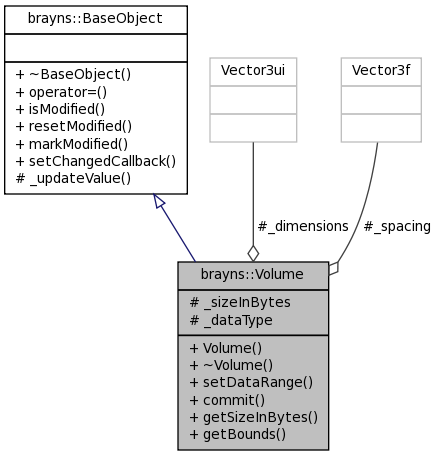 brayns::BaseObject
+ ~BaseObject()
+ operator=()
+ isModified()
+ resetModified()
+ markModified()
+ setChangedCallback()
# _updateValue()
Vector3ui
Vector3f
#_dimensions
#_spacing
brayns::Volume
# _sizeInBytes
# _dataType
+ Volume()
+ ~Volume()
+ setDataRange()
+ commit()
+ getSizeInBytes()
+ getBounds()